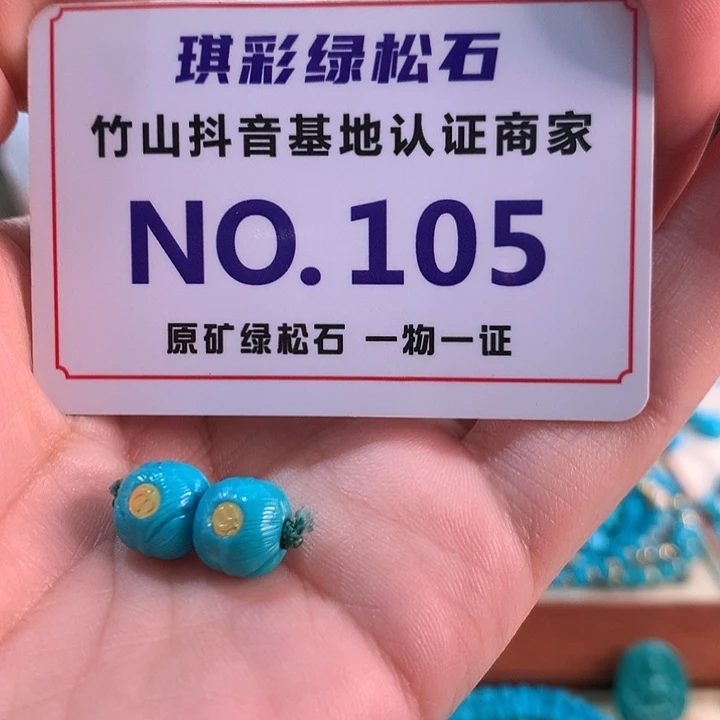 琪彩绿松石
竹山抖音基地认证商家
NO.105
原矿绿松石 一物一证